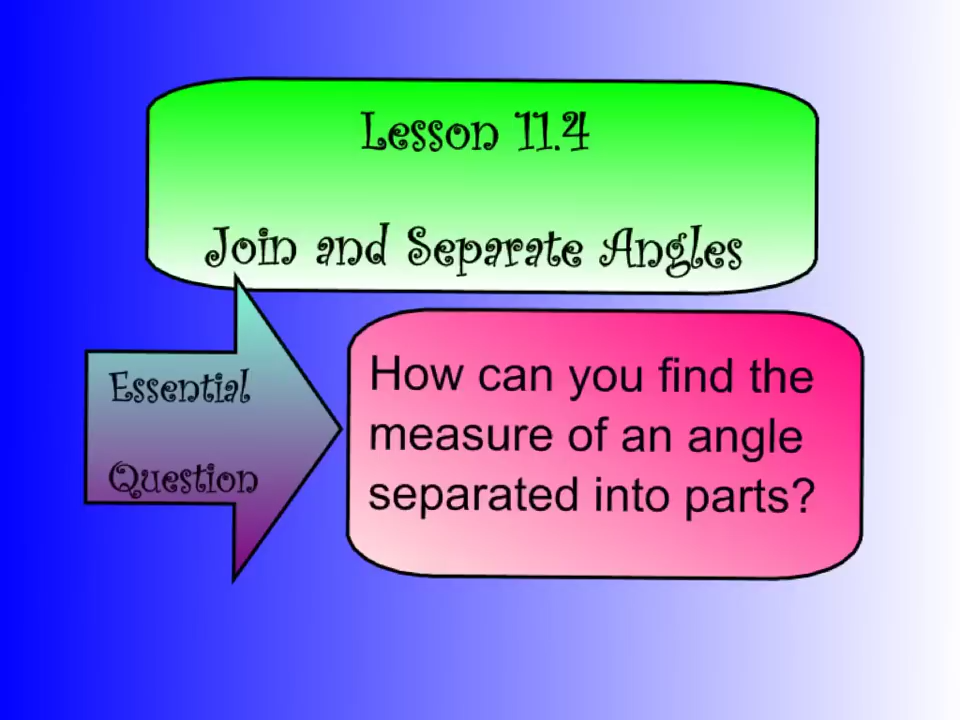 Lesson 11.4
Join and Separate Angles
Essential
Question
How can you find the
measure of an angle
separated into parts?